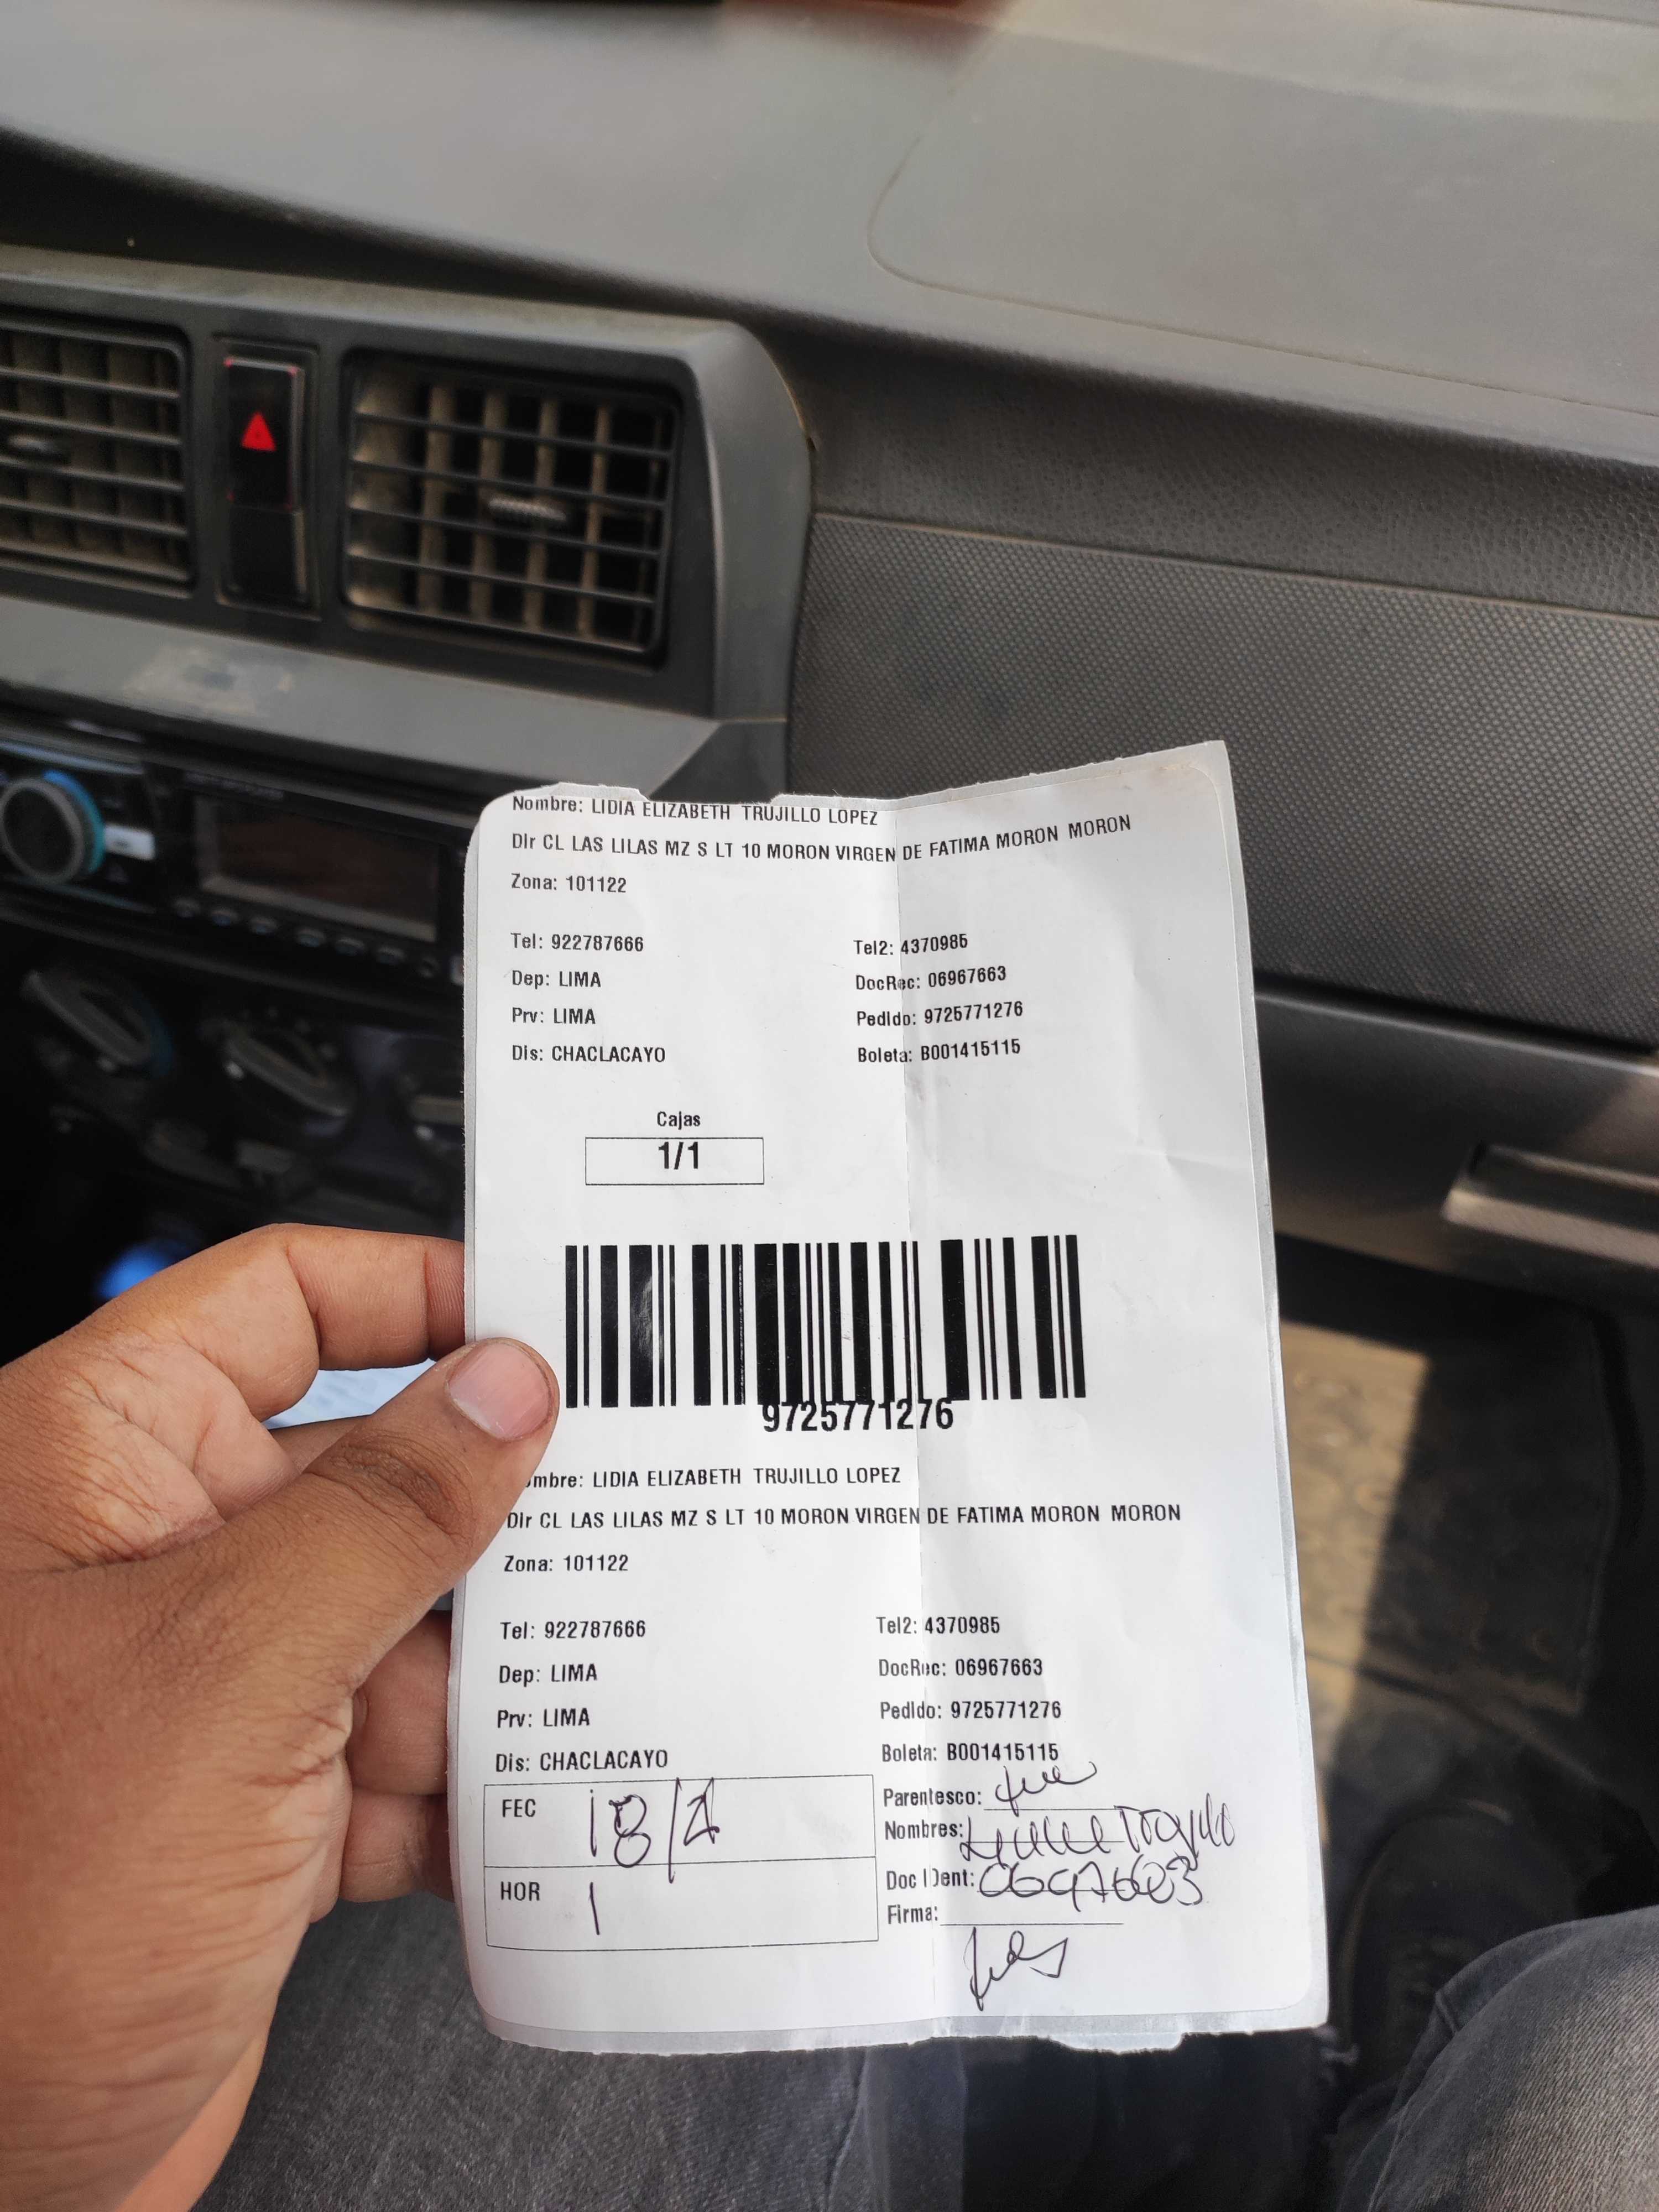 Nombre: LIDIA ELIZABETH TRUJILLO LOPEZ
Dir CL LAS LILAS MZ S LT 10 MORON VIRGEN DE FATIMA MORON MORON
Zona: 101122
Tel: 922787666 Tel2: 4370985
Dep: LIMA DocRec: 06967663
Prv: LIMA Pedido: 9725771276
Dis: CHACLACAYO Boleta: B001415115
Cajas
1/1
9725771276
mbre: LIDIA ELIZABETH TRUJILLO LOPEZ
Dir CL LAS LILAS MZ S LT 10 MORON VIRGEN DE FATIMA MORON MORON
Zona: 101122
Tel: 922787666 Tel2: 4370985
Dep: LIMA DocRec: 06967663
Prv: LIMA Pedido: 9725771276
Dis: CHACLACAYO Boleta: B001415115
FEC 18/4 Parentesco:
Nombres: Trujillo
HOR 1 Doc IDent: 06967663
Firma: